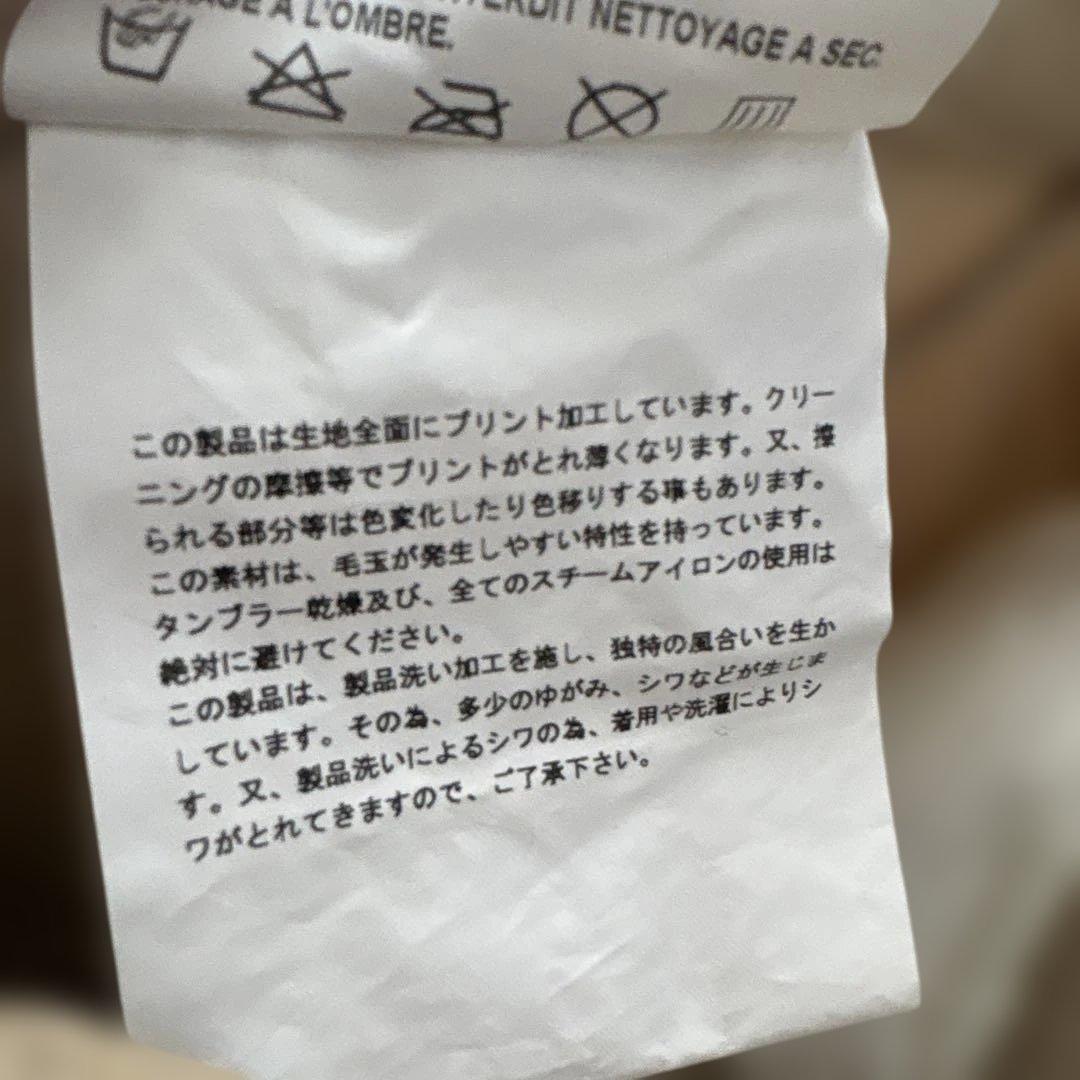 A L'OMBRE.
NETTOYAGE A SEC
この製品は生地全面にプリント加工しています。クリー
ニングの摩擦等でプリントがとれ薄くなります。又、擦
られる部分等は色変化したり色移りする事もあります。
この素材は、毛玉が発生しやすい特性を持っています。
タンブラー乾燥及び、全てのスチームアイロンの使用は
絶対に避けてください。
この製品は、製品洗い加工を施し、独特の風合いを生か
しています。その為、多少のゆがみ、シワなどが生じま
す。又、製品洗いによるシワの為、着用や洗濯によりシ
ワがとれてきますので、ご了承下さい。